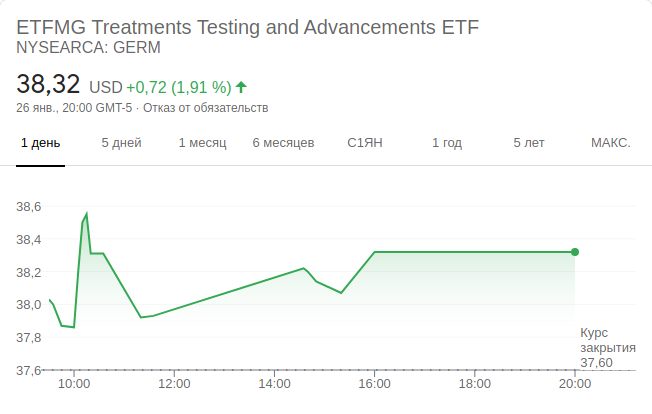 ETFMG Treatments Testing and Advancements ETF
NYSEARCA: GERM
38,32 USD +0,72 (1,91 %)
26 янв., 20:00 GMT-5 · Отказ от обязательств
1 день 5 дней 1 месяц 6 месяцев С1ЯН 1 год 5 лет МАКС.
38,6
38,4
38,2
38,0
37,8
37,6
Курс
закрытия
37,60
10:00 12:00 14:00 16:00 18:00 20:00